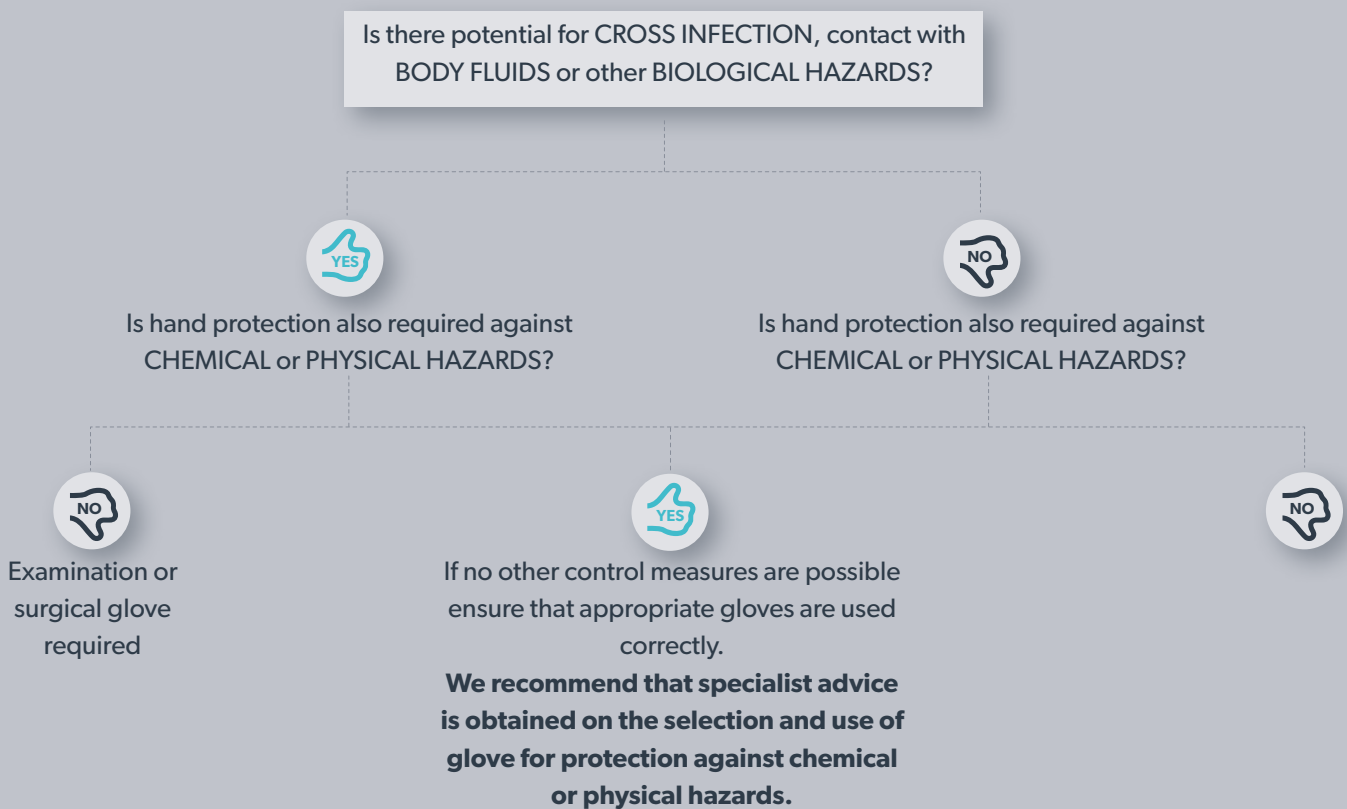 Is there potential for CROSS INFECTION, contact with
BODY FLUIDS or other BIOLOGICAL HAZARDS?
YES
NO
Is hand protection also required against
CHEMICAL or PHYSICAL HAZARDS?
Is hand protection also required against
CHEMICAL or PHYSICAL HAZARDS?
NO
YES
NO
Examination or
surgical glove
required
If no other control measures are possible
ensure that appropriate gloves are used
correctly.
We recommend that specialist advice
is obtained on the selection and use of
glove for protection against chemical
or physical hazards.